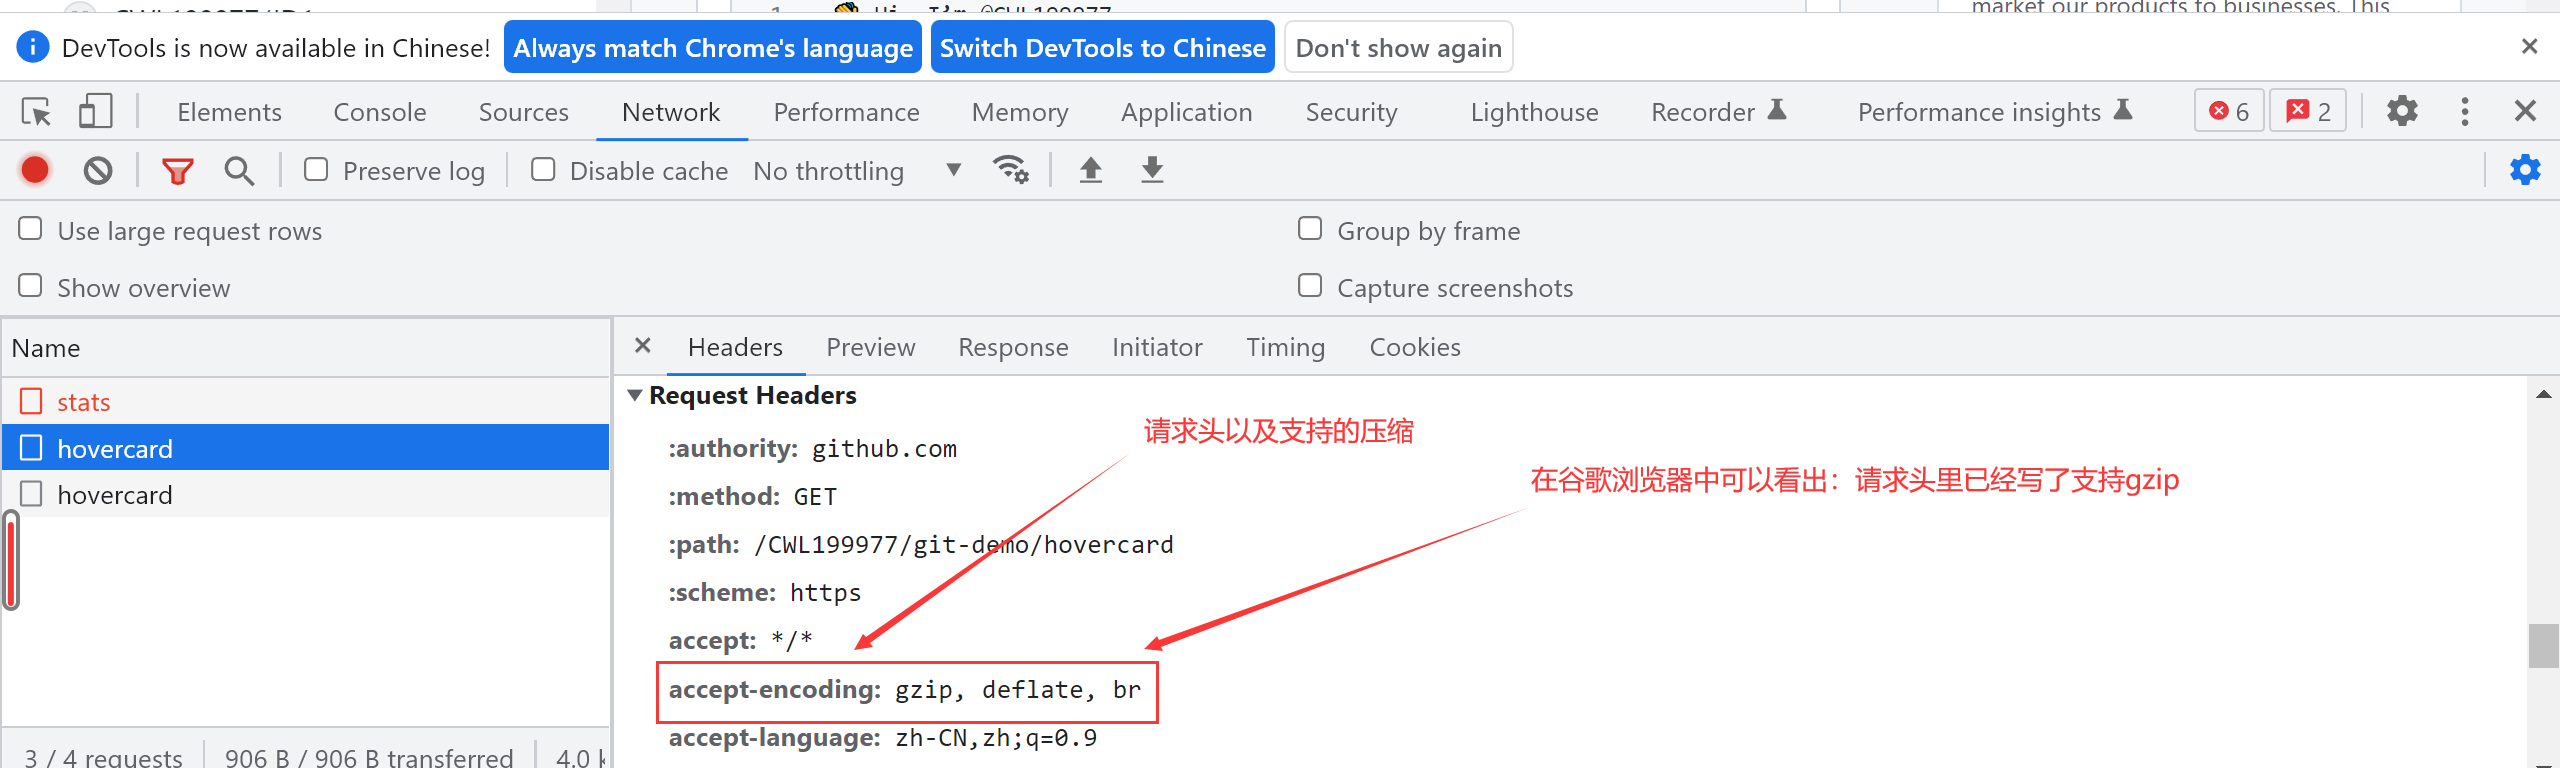 market our products to businesses. This
DevTools is now available in Chinese! Always match Chrome's language Switch DevTools to Chinese Don't show again
Elements Console Sources Network Performance Memory Application Security Lighthouse Recorder Performance insights 6 2
Preserve log Disable cache No throttling
Use large request rows Group by frame
Show overview Capture screenshots
Name Headers Preview Response Initiator Timing Cookies
Request Headers
stats
请求头以及支持的压缩
hovercard :authority: github.com
在谷歌浏览器中可以看出：请求头里已经写了支持gzip
hovercard :method: GET
:path: /CWL199977/git-demo/hovercard
:scheme: https
accept: */*
accept-encoding: gzip, deflate, br
accept-language: zh-CN,zh;q=0.9
3 / 4 requests 906 B / 906 B transferred 4.0 k